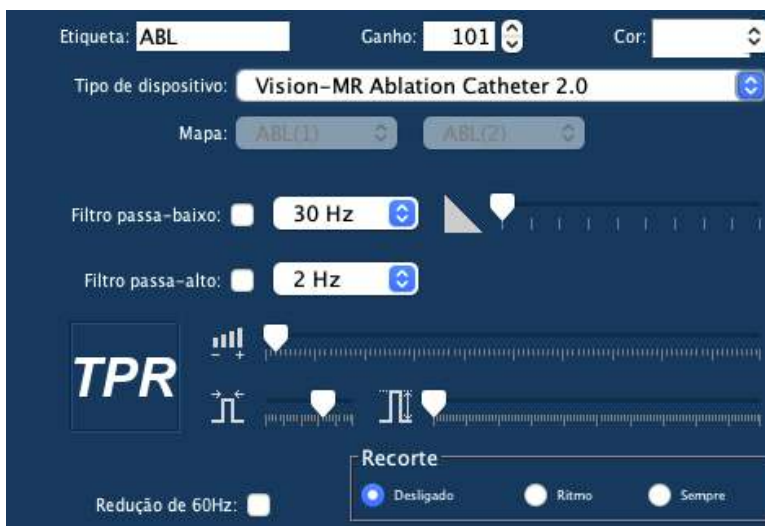 Etiqueta: ABL Ganho: 101 Cor:
Tipo de dispositivo: Vision-MR Ablation Catheter 2.0
Mapa: ABL(1) ABL(2)
Filtro passa-baixo: 30 Hz
Filtro passa-alto: 2 Hz
- +
TPR
Recorte
Redução de 60Hz: Desligado Ritmo Sempre